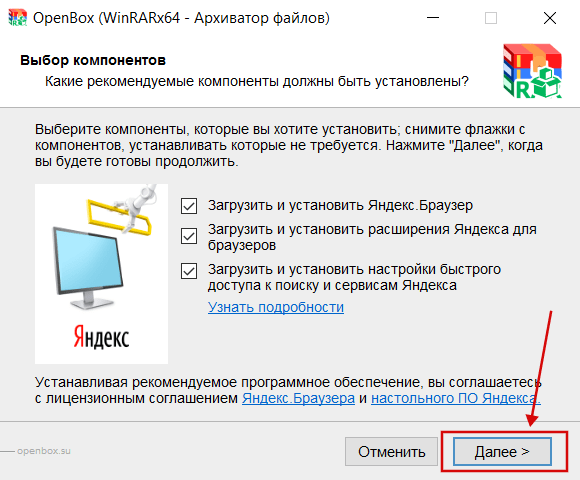 OpenBox (WinRARx64 - Архиватор файлов)
Выбор компонентов
Какие рекомендуемые компоненты должны быть установлены?
Выберите компоненты, которые вы хотите установить; снимите флажки с
компонентов, устанавливать которые не требуется. Нажмите "Далее", когда
вы будете готовы продолжить.
Загрузить и установить Яндекс.Браузер
Загрузить и установить расширения Яндекса для
браузеров
Загрузить и установить настройки быстрого
доступа к поиску и сервисам Яндекса
Узнать подробности
Яндекс
Устанавливая рекомендуемое программное обеспечение, вы соглашаетесь
с лицензионным соглашением Яндекс.Браузера и настольного ПО Яндекса.
openbox.su
Отменить
Далее >